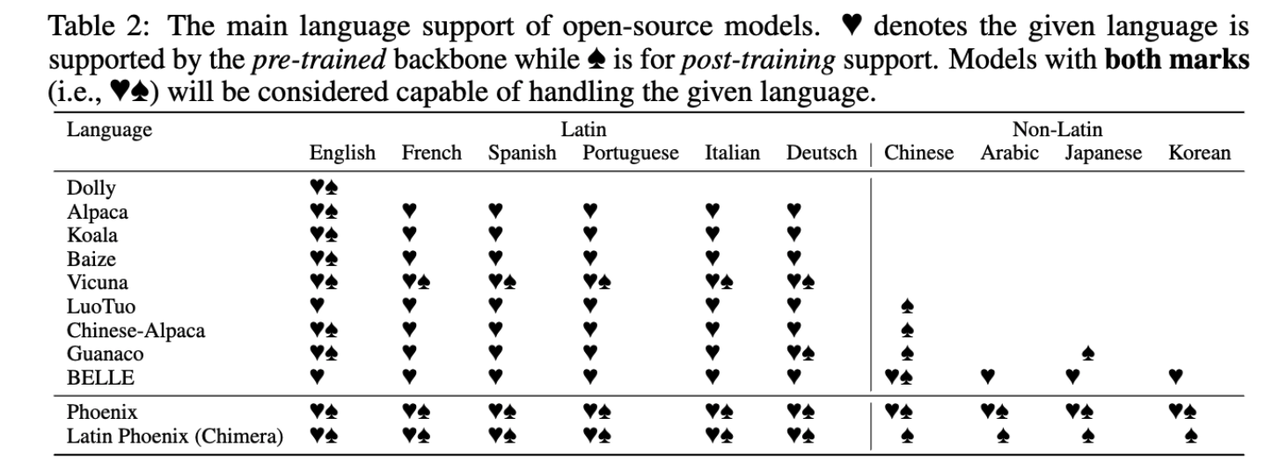 Table 2: The main language support of open-source models. ♥ denotes the given language is
supported by the pre-trained backbone while ♠ is for post-training support. Models with both marks
(i.e., ♥♠) will be considered capable of handling the given language.
Language Latin Non-Latin
English French Spanish Portuguese Italian Deutsch Chinese Arabic Japanese Korean
Dolly ♥♠
Alpaca ♥♠ ♥ ♥ ♥ ♥ ♥
Koala ♥♠ ♥ ♥ ♥ ♥ ♥
Baize ♥♠ ♥ ♥ ♥ ♥ ♥
Vicuna ♥♠ ♥♠ ♥♠ ♥♠ ♥♠ ♥♠
LuoTuo ♥ ♥ ♥ ♥ ♥ ♥ ♠
Chinese-Alpaca ♥♠ ♥ ♥ ♥ ♥ ♥ ♠
Guanaco ♥♠ ♥ ♥ ♥ ♥ ♥♠ ♠ ♠
BELLE ♥ ♥ ♥ ♥ ♥ ♥ ♥♠ ♥ ♥ ♥
Phoenix ♥♠ ♥♠ ♥♠ ♥♠ ♥♠ ♥♠ ♥♠ ♥♠ ♥♠ ♥♠
Latin Phoenix (Chimera) ♥♠ ♥♠ ♥♠ ♥♠ ♥♠ ♥♠ ♠ ♠ ♠ ♠